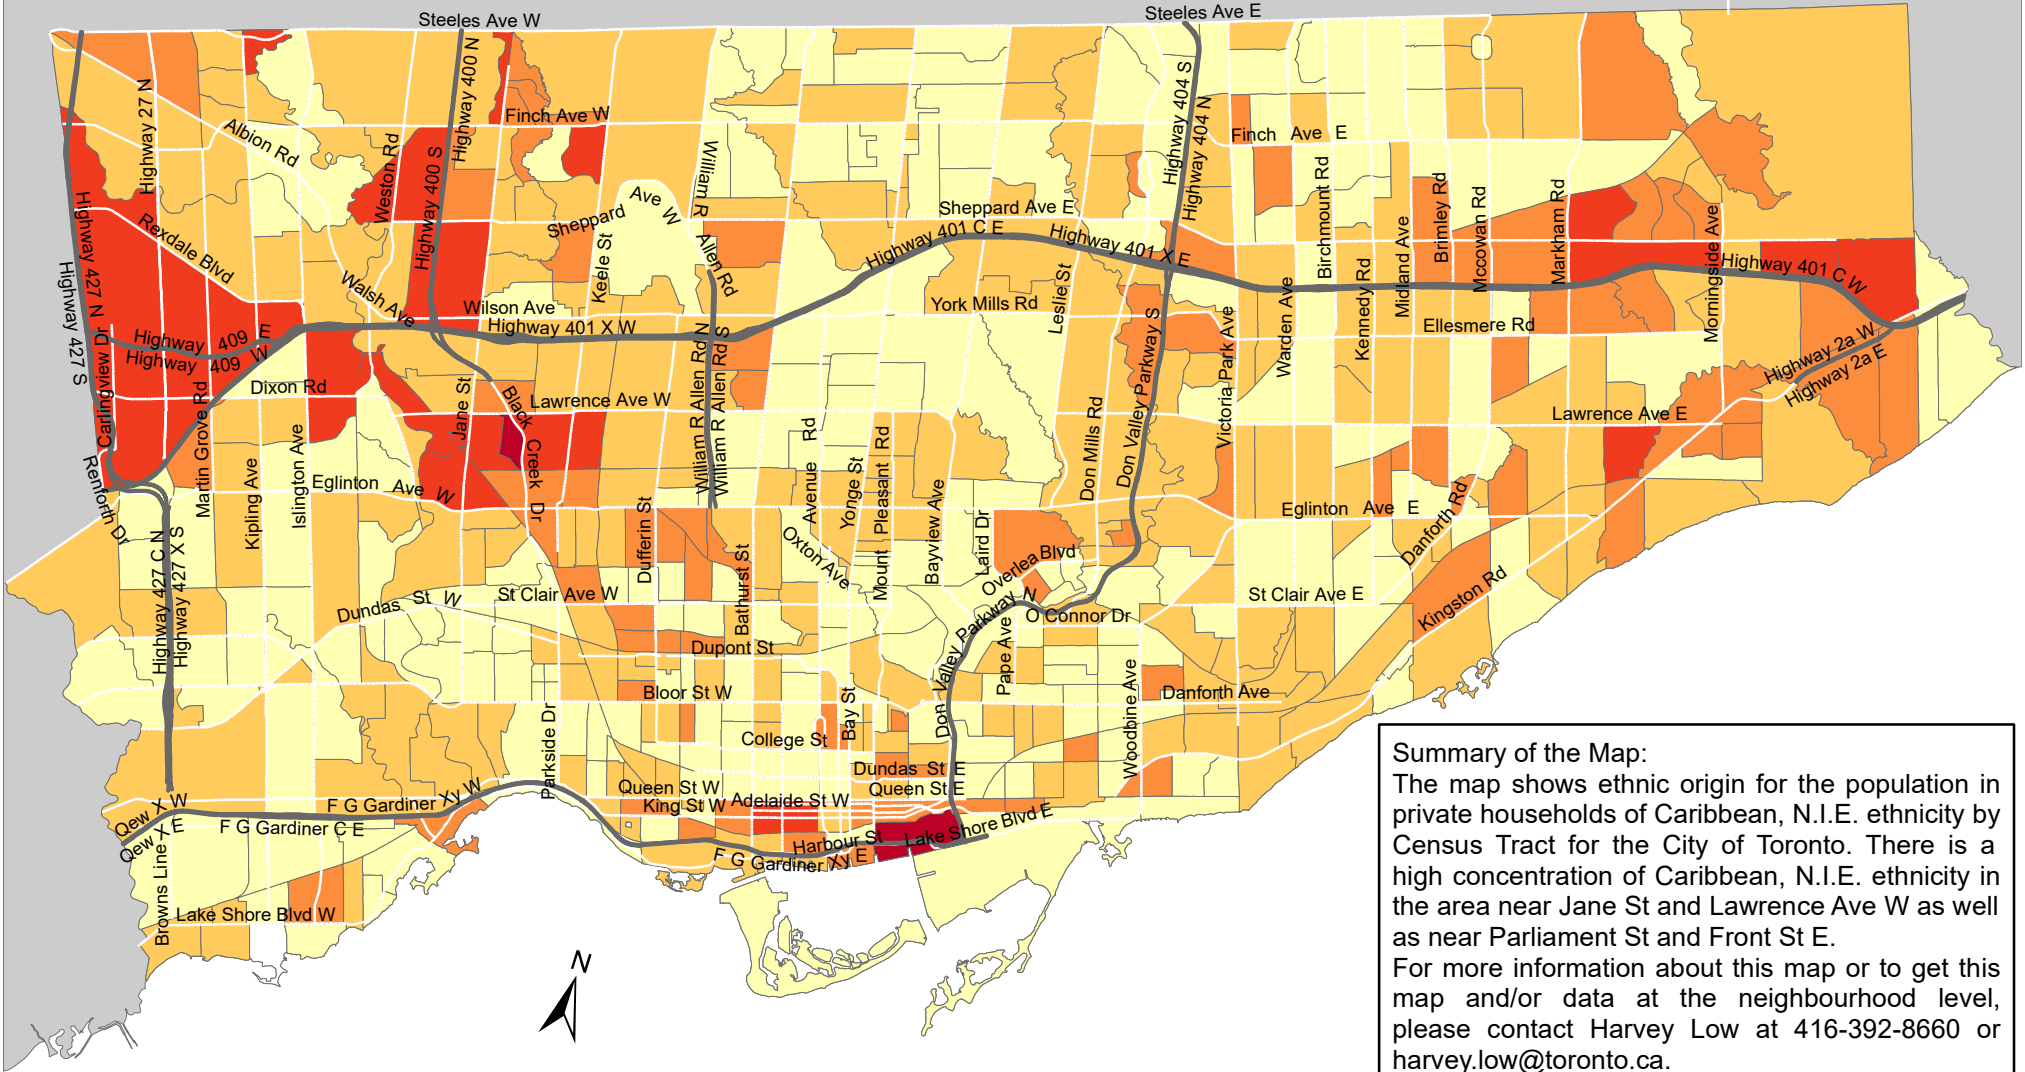 Steeles Ave W
Steeles Ave E
Highway 27 N
Albion Rd
Weston Rd
Highway 400 N
Highway 400 S
Finch Ave W
William R
Allen Rd
Sheppard Ave W
Keele St
Highway 404 S
Highway 404 N
Finch Ave E
Birchmount Rd
Midland Ave
Brimley Rd
Mccowan Rd
Markham Rd
Morningside Ave
Sheppard Ave E
Highway 401 C E
Highway 401 X E
Highway 401 C W
Highway 427 N
Highway 427 S
Rexdale Blvd
Walsh Ave
Wilson Ave
Highway 401 X W
York Mills Rd
Leslie St
Warden Ave
Kennedy Rd
Ellesmere Rd
Highway 2a W
Highway 2a E
Highway 409 E
Highway 409 W
Carlingview Dr
Dixon Rd
Martin Grove Rd
Jane St
Black Creek Dr
Lawrence Ave W
William R Allen Rd N
William R Allen Rd S
Avenue Rd
Yonge St
Mount Pleasant Rd
Bayview Ave
Don Mills Rd
Don Valley Parkway S
Victoria Park Ave
Lawrence Ave E
Renforth Dr
Kipling Ave
Islington Ave
Eglinton Ave W
Dufferin St
Bathurst St
Oxton Ave
Laird Dr
Overlea Blvd
Eglinton Ave E
Danforth Rd
Highway 427 C N
Highway 427 X S
Dundas St W
St Clair Ave W
Don Valley Parkway N
O Connor Dr
St Clair Ave E
Kingston Rd
Dupont St
Pape Ave
Woodbine Ave
Bloor St W
Danforth Ave
Parkside Dr
Bay St
College St
Dundas St E
Queen St W
Queen St E
King St W
Adelaide St W
Qew X W
Qew X E
F G Gardiner Xy W
F G Gardiner C E
Browns Line
Harbour St
Lake Shore Blvd E
F G Gardiner Xy E
Lake Shore Blvd W
N
Summary of the Map:
The map shows ethnic origin for the population in
private households of Caribbean, N.I.E. ethnicity by
Census Tract for the City of Toronto. There is a
high concentration of Caribbean, N.I.E. ethnicity in
the area near Jane St and Lawrence Ave W as well
as near Parliament St and Front St E.
For more information about this map or to get this
map and/or data at the neighbourhood level,
please contact Harvey Low at 416-392-8660 or
harvey.low@toronto.ca.